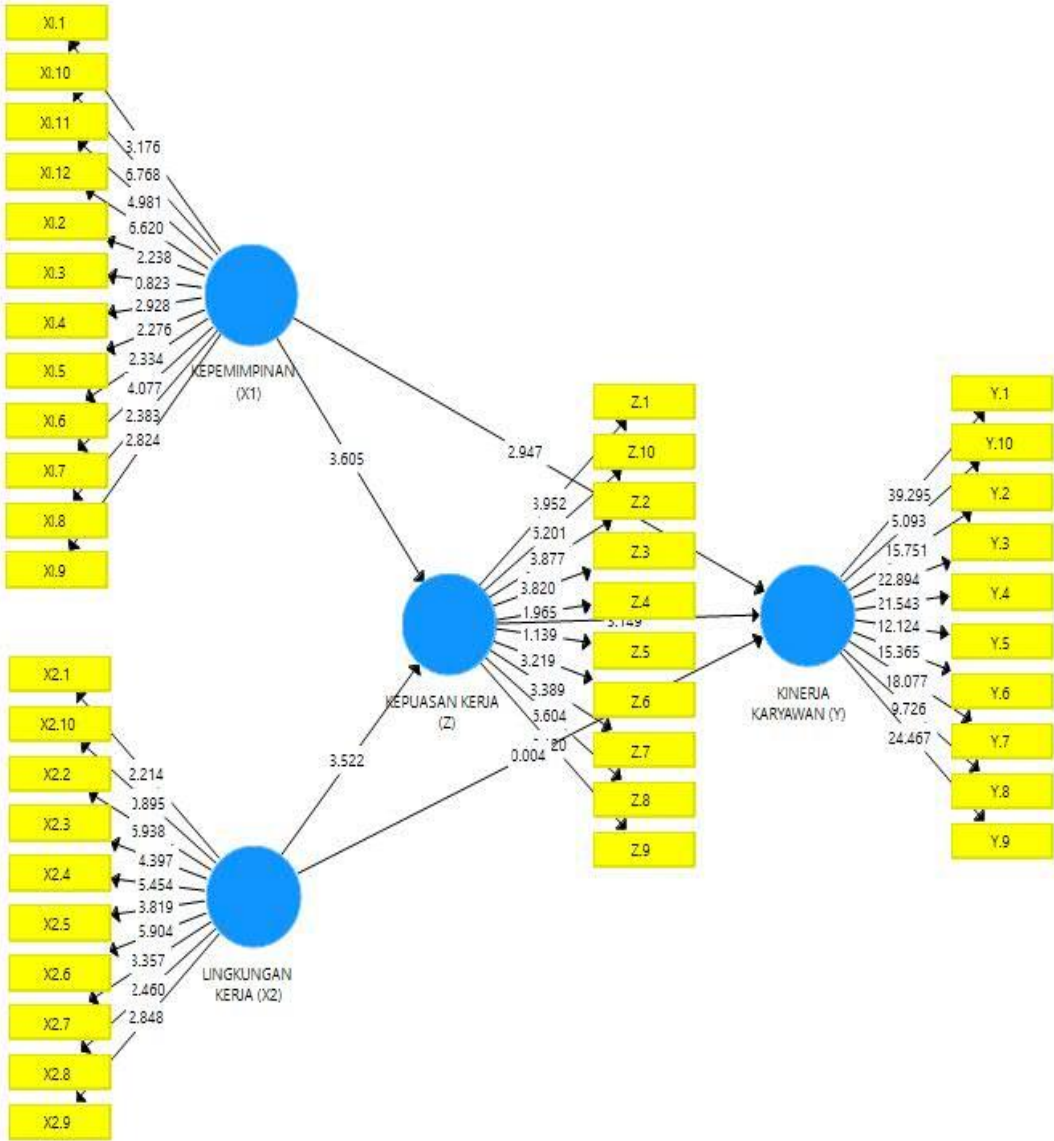 XI.1
XI.10
XI.11
XI.12
XI.2
XI.3
XI.4
XI.5
XI.6
XI.7
XI.8
XI.9
3.176
6.768
4.981
6.620
2.238
0.823
2.928
2.276
2.334
4.077
2.383
2.824
KEPEMIMPINAN
(X1)
3.605
2.947
X2.1
X2.10
X2.2
X2.3
X2.4
X2.5
X2.6
X2.7
X2.8
X2.9
2.214
4.397
5.454
3.819
5.904
3.357
2.460
2.848
LINGKUNGAN
KERJA (X2)
3.522
0.004
KEPUASAN KERJA
(Z)
3.952
5.201
3.877
3.820
1.965
1.139
3.219
3.389
3.604
Z.1
Z.10
Z.2
Z.3
Z.4
Z.5
Z.6
Z.7
Z.8
Z.9
KINERJA
KARYAWAN (Y)
39.295
5.093
15.751
22.894
21.543
12.124
15.365
18.077
9.726
24.467
Y.1
Y.10
Y.2
Y.3
Y.4
Y.5
Y.6
Y.7
Y.8
Y.9